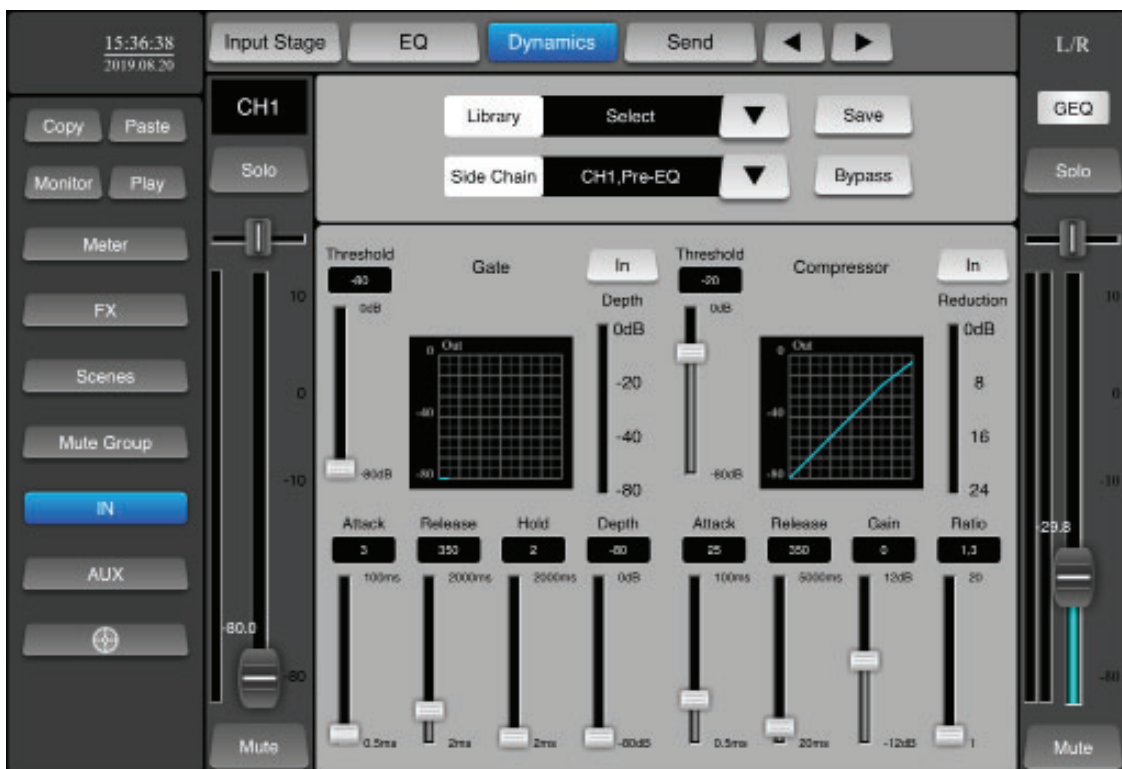 15:36:38
2019.08.20
Input Stage EQ Dynamics Send
L/R
Copy Paste
Monitor Play
Meter
FX
Scenes
Mute Group
IN
AUX
CH1
Solo
10
0
-10
-80.0
-80
Mute
Library Select Save
Side Chain CH1,Pre-EQ Bypass
Threshold Gate In
-80
0dB
-80dB
0 Out
-40
-80
Depth
0dB
-20
-40
-80
Attack Release Hold Depth
3 350 2 -80
100ms 2000ms 2000ms 0dB
0.5ms 2ms 2ms -80dB
Threshold Compressor In
-20
0dB
-80dB
0 Out
-40
-80
Reduction
0dB
8
16
24
Attack Release Gain Ratio
25 350 0 1,3
100ms 5000ms 12dB 20
0.5ms 20ms -12dB 1
GEQ
Solo
10
0
-10
-29.8
-80
Mute